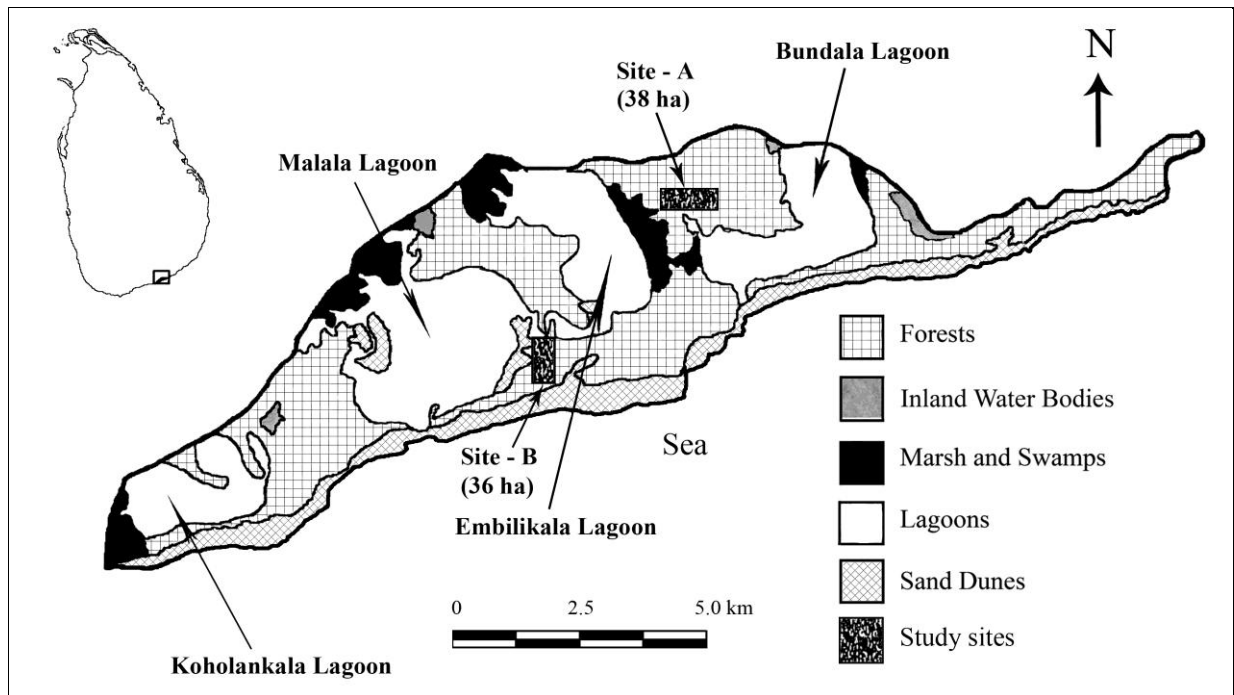 Bundala Lagoon
N
Site - A
(38 ha)
Malala Lagoon
Forests
Inland Water Bodies
Sea
Site - B
(36 ha)
Marsh and Swamps
Embilikala Lagoon
Lagoons
Sand Dunes
0 2.5 5.0 km
Study sites
Koholankala Lagoon